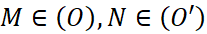 M ∈ (O), N ∈ (O′)